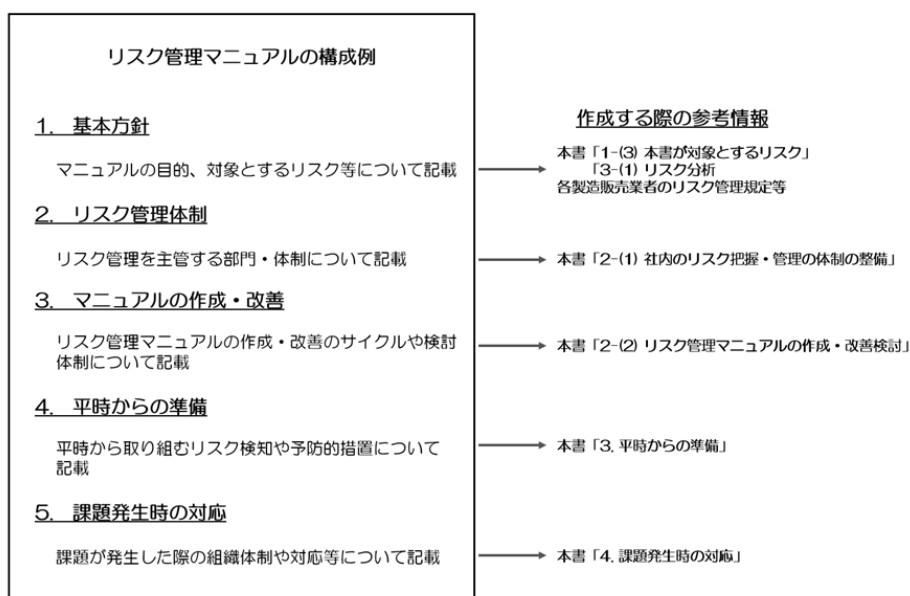 リスク管理マニュアルの構成例
1. 基本方針
マニュアルの目的、対象とするリスク等について記載
2. リスク管理体制
リスク管理を主管する部門・体制について記載
3. マニュアルの作成・改善
リスク管理マニュアルの作成・改善のサイクルや検討
体制について記載
4. 平時からの準備
平時から取り組むリスク検知や予防的措置について
記載
5. 課題発生時の対応
課題が発生した際の組織体制や対応等について記載
作成する際の参考情報
本書「1-(3) 本書が対象とするリスク」
「3-(1) リスク分析
各製造販売業者のリスク管理規定等
本書「2-(1) 社内のリスク把握・管理の体制の整備」
本書「2-(2) リスク管理マニュアルの作成・改善検討」
本書「3. 平時からの準備」
本書「4. 課題発生時の対応」